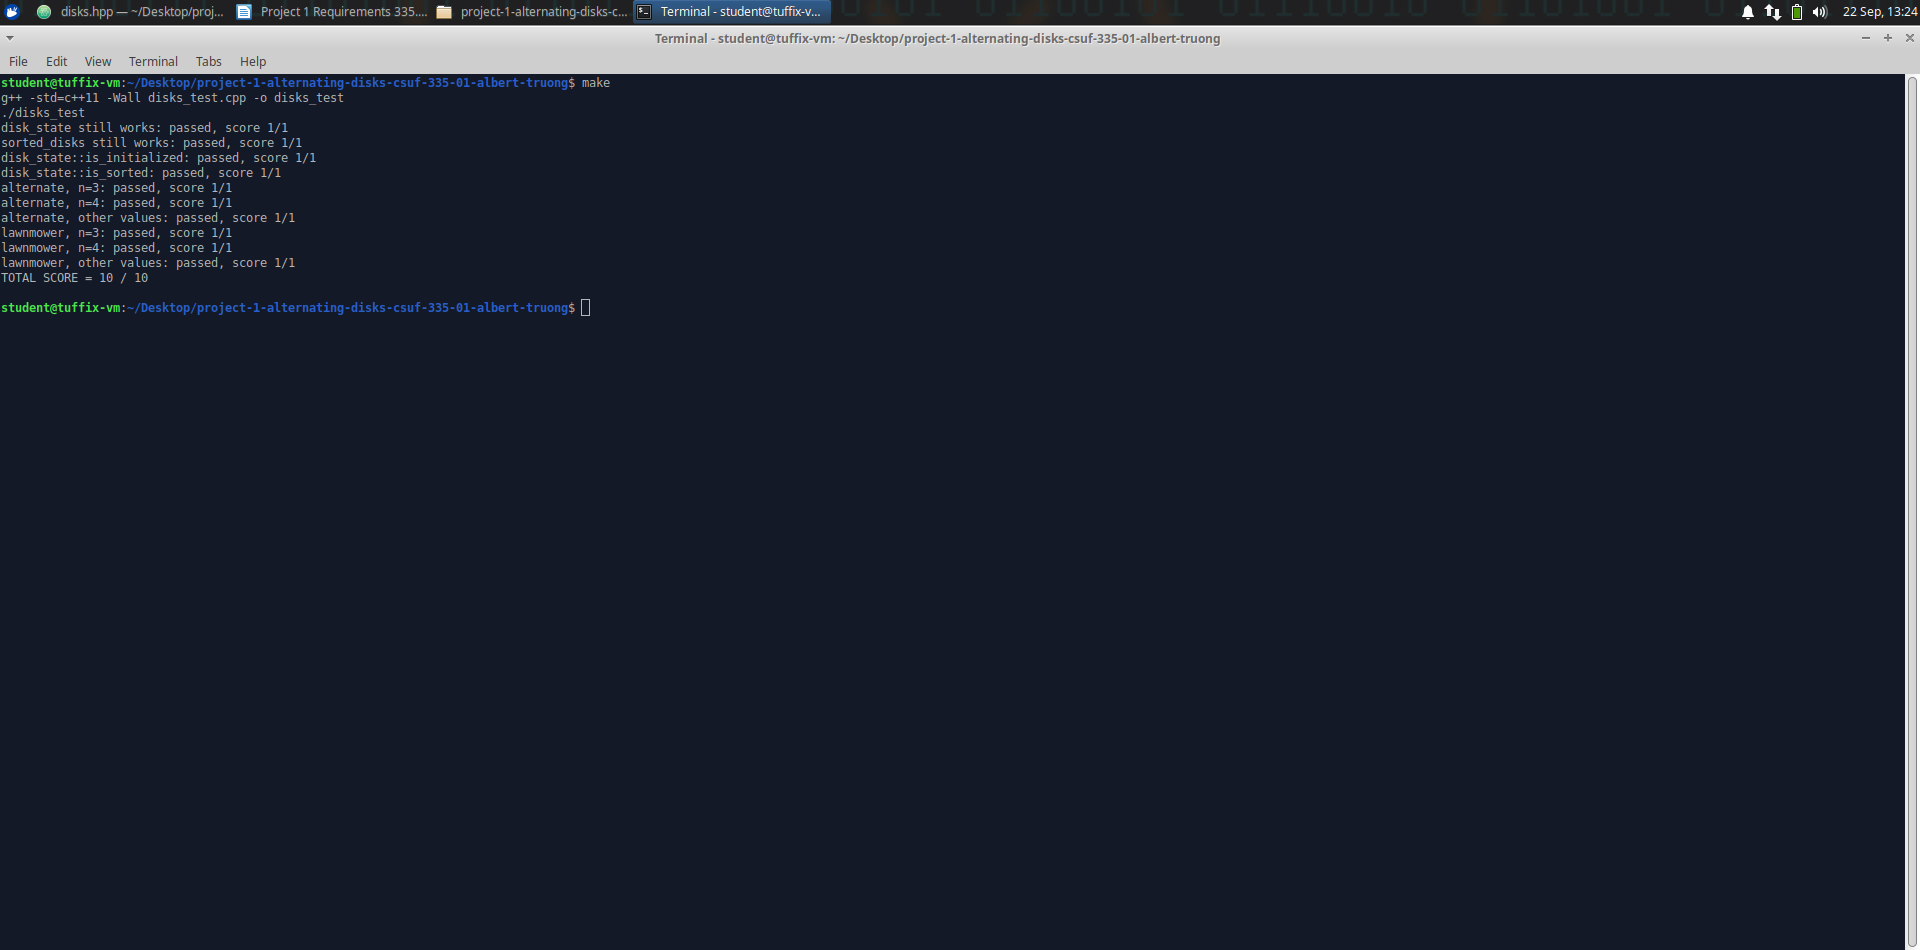 disks.hpp — ~/Desktop/proj...
Project 1 Requirements 335....
project-1-alternating-disks-c...
Terminal - student@tuffix-v...
22 Sep, 13:24
Terminal - student@tuffix-vm: ~/Desktop/project-1-alternating-disks-csuf-335-01-albert-truong
File Edit View Terminal Tabs Help
student@tuffix-vm:~/Desktop/project-1-alternating-disks-csuf-335-01-albert-truong$ make
g++ -std=c++11 -Wall disks_test.cpp -o disks_test
./disks_test
disk_state still works: passed, score 1/1
sorted_disks still works: passed, score 1/1
disk_state::is_initialized: passed, score 1/1
disk_state::is_sorted: passed, score 1/1
alternate, n=3: passed, score 1/1
alternate, n=4: passed, score 1/1
alternate, other values: passed, score 1/1
lawnmower, n=3: passed, score 1/1
lawnmower, n=4: passed, score 1/1
lawnmower, other values: passed, score 1/1
TOTAL SCORE = 10 / 10
student@tuffix-vm:~/Desktop/project-1-alternating-disks-csuf-335-01-albert-truong$